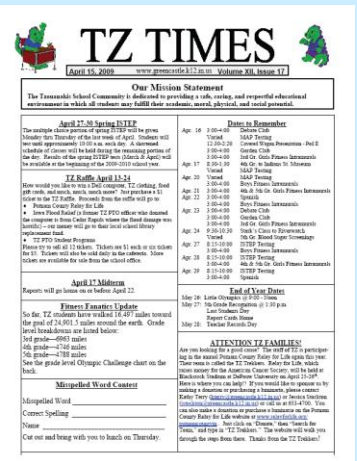 TZ TIMES
April 15, 2009 www.greencastle.k12.in.us Volume XII, Issue 17
Our Mission Statement
The Tzouanakis School Community is dedicated to providing a safe, caring, and respectful educational
environment in which all students may fulfill their academic, moral, physical, and social potential.
April 27-30 Spring ISTEP
The multiple choice portion of spring ISTEP will be given
Monday thru Thursday of the last week of April. Students will
test until approximately 10:00 a.m. each day. A shortened
schedule of classes will be held during the remaining portion of
the day. Results of the spring ISTEP tests (March & April) will
be available at the beginning of the 2009-2010 school year.
TZ Raffle April 13-24
How would you like to win a Dell computer, TZ clothing, food,
gift cards, and much, much, much more? Just purchase a $1
ticket to the TZ Raffle. Proceeds from the raffle will go to
Putnam County Relay for Life
Iowa Flood Relief (a former TZ PTO officer who donated
the computer is from Cedar Rapids where the flood damage was
horrific) – our money will go to their local school library
replacement fund.
TZ PTO Student Programs
Please try to sell all 12 tickets. Tickets are $1 each or six tickets
for $5. Tickets will also be sold daily in the cafeteria. More
tickets are available for sale from the school office.
April 17 Midterm
Reports will go home on or before April 22.
Fitness Fanatics Update
So far, TZ students have walked 16,497 miles toward
the goal of 24,901.5 miles around the earth. Grade
level breakdowns are listed below:
3rd grade—6963 miles
4th grade—4746 miles
5th grade—4788 miles
See the grade level Olympic Challenge chart on the
back.
Misspelled Word Contest
Misspelled Word
Correct Spelling
Name
Cut out and bring with you to lunch on Thursday.
Dates to Remember
Apr. 16 3:00-4:00 Debate Club
Varied MAP Testing
12:30-2:20 Covered Wagon Presentation - Pod E
3:00-4:00 Garden Club
3:00-4:00 3rd Gr. Girls Fitness Intramurals
Apr. 17 8:30-1:30 4th Gr. to Indiana St. Museum
Varied MAP Testing
Apr. 20 Varied MAP Testing
3:00-4:00 Boys Fitness Intramurals
Apr. 21 3:00-4:00 4th & 5th Gr. Girls Fitness Intramurals
Apr. 22 3:00-4:00 Spanish
3:00-4:00 Boys Fitness Intramurals
Apr. 23 3:00-4:00 Debate Club
3:00-4:00 Garden Club
3:00-4:00 3rd Gr. Girls Fitness Intramurals
Apr. 24 9:30-10:30 Stark's Class to Riverwatch
Varied 5th Gr. Blood Sugar Screenings
Apr. 27 8:15-10:00 ISTEP Testing
3:00-4:00 Boys Fitness Intramurals
Apr. 28 8:15-10:00 ISTEP Testing
3:00-4:00 4th & 5th Gr. Girls Fitness Intramurals
Apr. 29 8:15-10:00 ISTEP Testing
3:00-4:00 Spanish
End of Year Dates
May 26: Little Olympics @ 9:00 - Noon
May 27: 5th Grade Recognition @ 1:30 p.m.
Last Students Day
Report Cards Home
May 28: Teacher Records Day
ATTENTION TZ FAMILIES!
Are you looking for a good cause? The staff of TZ is participat-
ing in the annual Putnam County Relay for Life again this year.
Their team is called the TZ Trekkers. Relay for Life, which
raises money for the American Cancer Society, will be held at
Blackstock Stadium at DePauw University on April 25-26th.
Here is where you can help!! If you would like to sponsor us by
making a donation or purchasing a luminaria, please contact
Kathy Terry or Jessica Stockton
or call us at 653-4700. You
can also make a donation or purchase a luminaria on the Putnam
County Relay for Life website at
Just click on "Donate," then "Search for
Team," and type in "TZ Trekkers." The website will walk you
through the steps from there. Thanks from the TZ Trekkers!